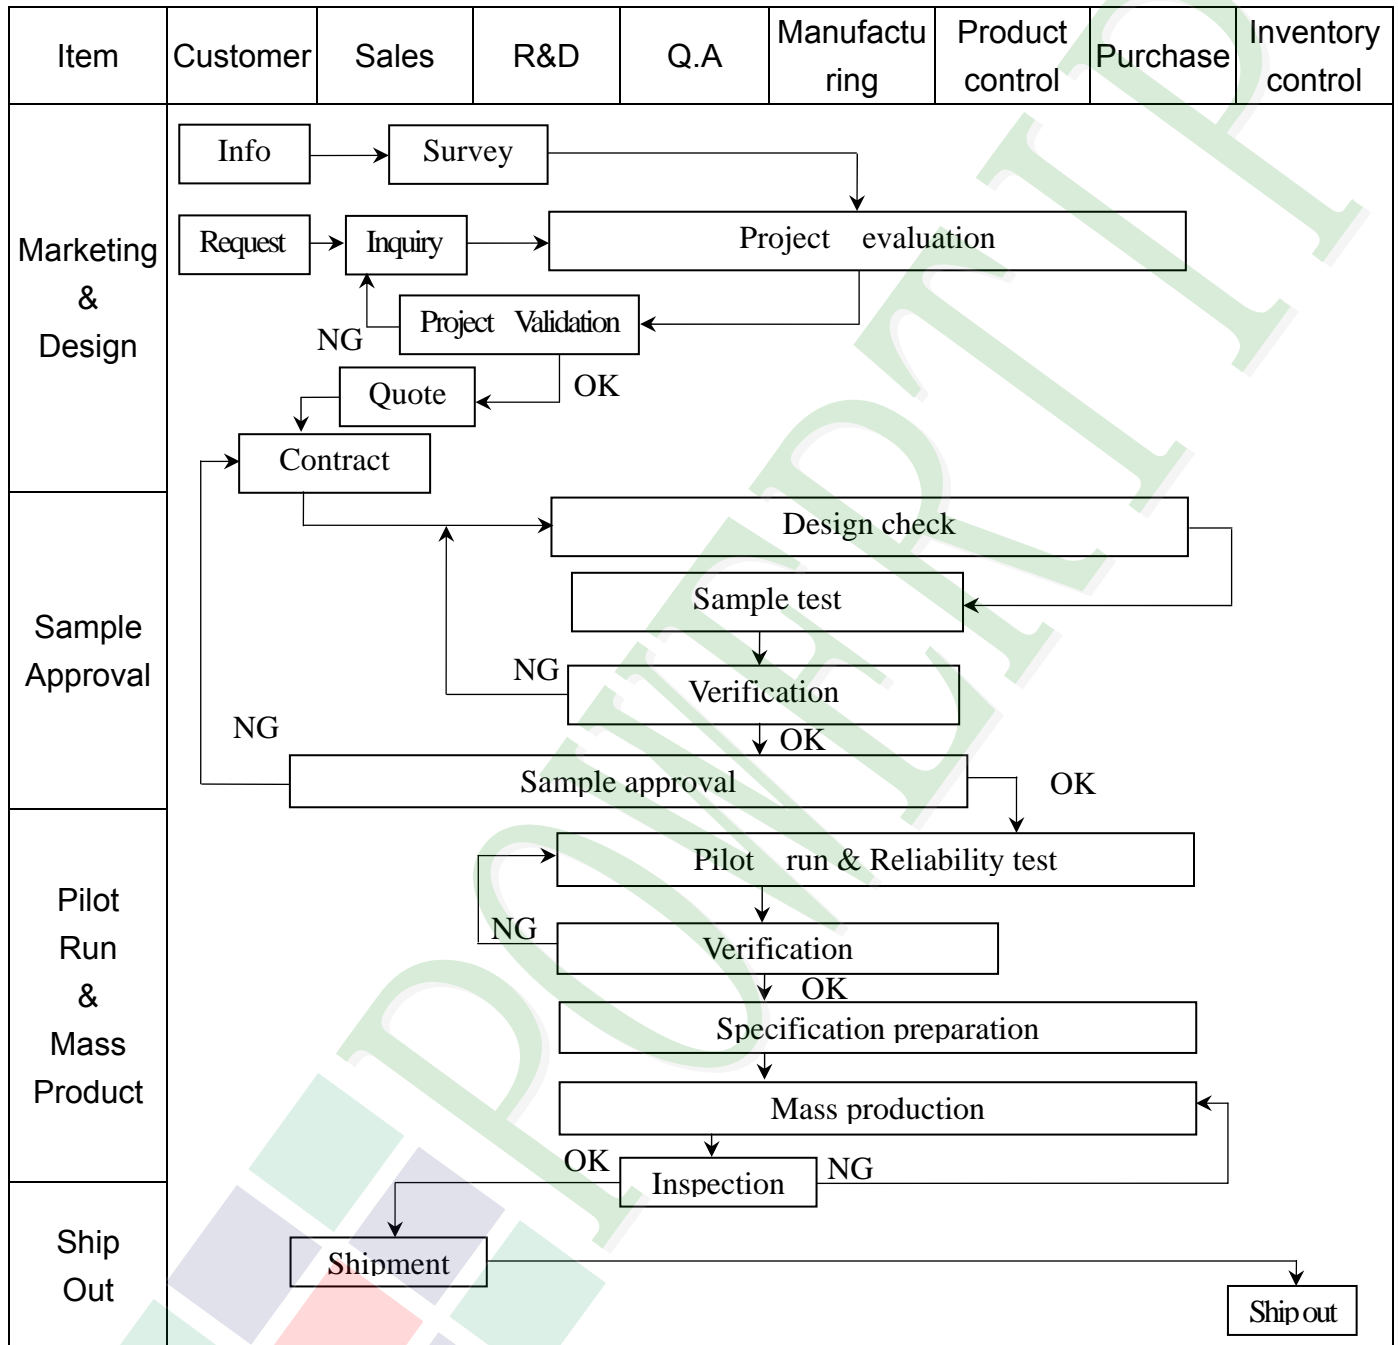 Item
Customer
Sales
R&D
Q.A
Manufactu
ring
Product
control
Purchase
Inventory
control
Marketing
&
Design
Info
Survey
Request
Inquiry
Project evaluation
Project Validation
NG
OK
Quote
Contract
Sample
Approval
Design check
Sample test
NG
Verification
NG
OK
Sample approval
OK
Pilot
Run
&
Mass
Product
Pilot run & Reliability test
NG
Verification
OK
Specification preparation
Mass production
OK
Inspection
NG
Ship
Out
Shipment
Ship out
POWERTIP